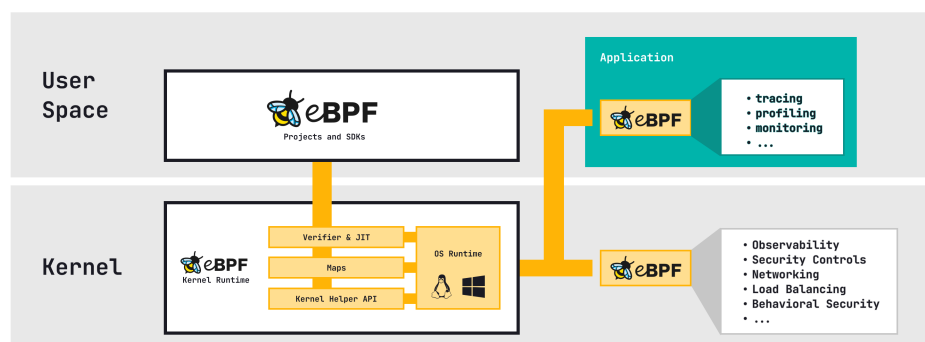 User
Space
eBPF
Projects and SDKs
Application
eBPF
• tracing
• profiling
• monitoring
• ...
Kernel
eBPF
Kernel Runtime
Verifier & JIT
Maps
Kernel Helper API
OS Runtime
eBPF
• Observability
• Security Controls
• Networking
• Load Balancing
• Behavioral Security
• ...